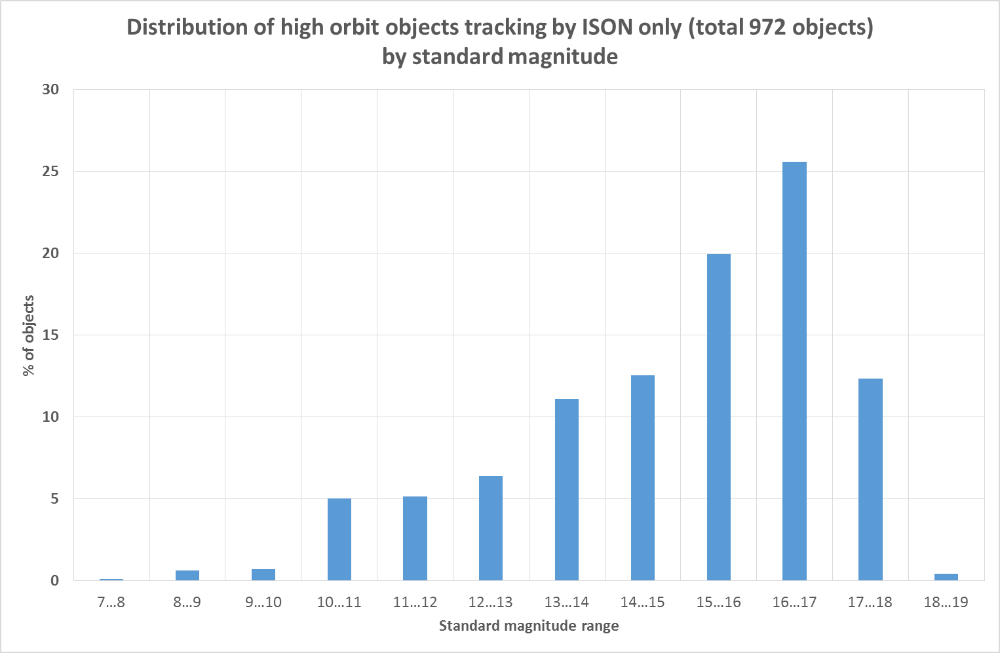 Distribution of high orbit objects tracking by ISON only (total 972 objects)
by standard magnitude
30
25
20
15
10
5
0
% of objects
7...8 8...9 9...10 10...11 11...12 12...13 13...14 14...15 15...16 16...17 17...18 18...19
Standard magnitude range